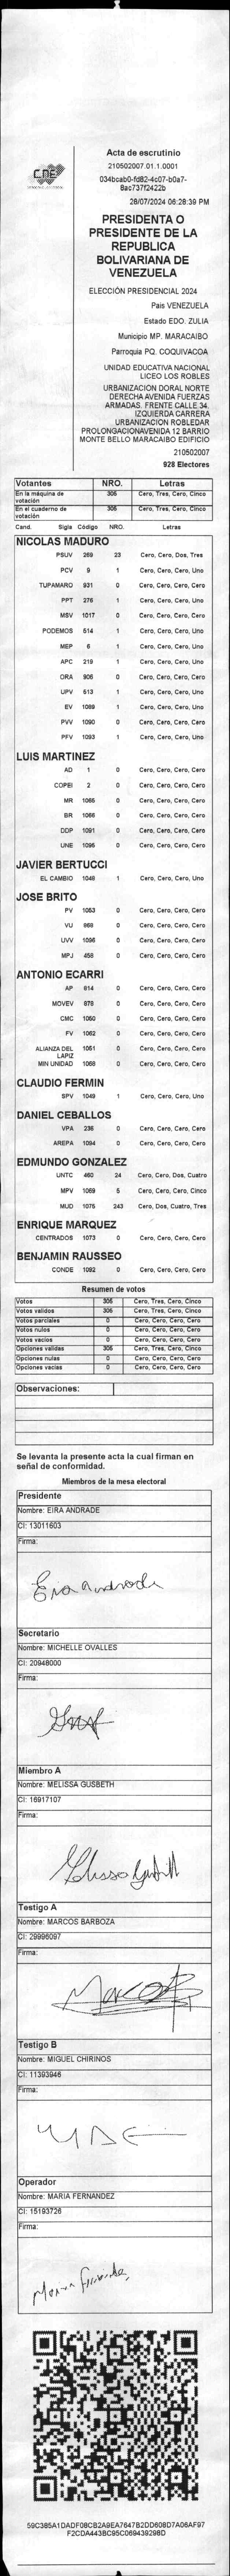 CNE
Acta de escrutinio
210502007.01.1.0001
034bcab0-fd82-4c07-b0a7-
8ac737f2422b
28/07/2024 06:28:39 PM
PRESIDENTA O
PRESIDENTE DE LA
REPUBLICA
BOLIVARIANA DE
VENEZUELA
ELECCIÓN PRESIDENCIAL 2024
Pais VENEZUELA
Estado EDO. ZULIA
Municipio MP. MARACAIBO
Parroquia PQ. COQUIVACOA
UNIDAD EDUCATIVA NACIONAL
LICEO LOS ROBLES
URBANIZACIÓN DORAL NORTE
DERECHA AVENIDA FUERZAS
ARMADAS. FRENTE CALLE 34.
IZQUIERDA CARRERA
URBANIZACION ROBLEDAR
PROLONGACIONAVENIDA 12 BARRIO
MONTE BELLO MARACAIBO EDIFICIO
210502007
928 Electores
Votantes NRO. Letras
En la máquina de votación 305 Cero, Tres, Cero, Cinco
En el cuaderno de votación 305 Cero, Tres, Cero, Cinco
Cand. Sigla Código NRO. Letras
NICOLAS MADURO
PSUV 269 23 Cero, Cero, Dos, Tres
PCV 9 1 Cero, Cero, Cero, Uno
TUPAMARO 931 0 Cero, Cero, Cero, Cero
PPT 276 1 Cero, Cero, Cero, Uno
MSV 1017 0 Cero, Cero, Cero, Cero
PODEMOS 514 1 Cero, Cero, Cero, Uno
MEP 6 1 Cero, Cero, Cero, Uno
APC 219 1 Cero, Cero, Cero, Uno
ORA 906 0 Cero, Cero, Cero, Cero
UPV 513 1 Cero, Cero, Cero, Uno
EV 1089 1 Cero, Cero, Cero, Uno
PVV 1090 0 Cero, Cero, Cero, Cero
PFV 1093 1 Cero, Cero, Cero, Uno
LUIS MARTINEZ
AD 1 0 Cero, Cero, Cero, Cero
COPEI 2 0 Cero, Cero, Cero, Cero
MR 1065 0 Cero, Cero, Cero, Cero
BR 1066 0 Cero, Cero, Cero, Cero
DDP 1091 0 Cero, Cero, Cero, Cero
UNE 1095 0 Cero, Cero, Cero, Cero
JAVIER BERTUCCI
EL CAMBIO 1048 1 Cero, Cero, Cero, Uno
JOSE BRITO
PV 1053 0 Cero, Cero, Cero, Cero
VU 868 0 Cero, Cero, Cero, Cero
UVV 1096 0 Cero, Cero, Cero, Cero
MPJ 458 0 Cero, Cero, Cero, Cero
ANTONIO ECARRI
AP 814 0 Cero, Cero, Cero, Cero
MOVEV 878 0 Cero, Cero, Cero, Cero
CMC 1050 0 Cero, Cero, Cero, Cero
FV 1062 0 Cero, Cero, Cero, Cero
ALIANZA DEL LAPIZ 1051 0 Cero, Cero, Cero, Cero
MIN UNIDAD 1068 0 Cero, Cero, Cero, Cero
CLAUDIO FERMIN
SPV 1049 1 Cero, Cero, Cero, Uno
DANIEL CEBALLOS
VPA 236 0 Cero, Cero, Cero, Cero
AREPA 1094 0 Cero, Cero, Cero, Cero
EDMUNDO GONZALEZ
UNTC 460 24 Cero, Cero, Dos, Cuatro
MPV 1069 5 Cero, Cero, Cero, Cinco
MUD 1075 243 Cero, Dos, Cuatro, Tres
ENRIQUE MARQUEZ
CENTRADOS 1073 0 Cero, Cero, Cero, Cero
BENJAMIN RAUSSEO
CONDE 1092 0 Cero, Cero, Cero, Cero
Resumen de votos
Votos 305 Cero, Tres, Cero, Cinco
Votos validos 305 Cero, Tres, Cero, Cinco
Votos parciales 0 Cero, Cero, Cero, Cero
Votos nulos 0 Cero, Cero, Cero, Cero
Votos vacios 0 Cero, Cero, Cero, Cero
Opciones validas 305 Cero, Tres, Cero, Cinco
Opciones nulas 0 Cero, Cero, Cero, Cero
Opciones vacias 0 Cero, Cero, Cero, Cero
Observaciones:
Se levanta la presente acta la cual firman en
señal de conformidad.
Miembros de la mesa electoral
Presidente
Nombre: EIRA ANDRADE
CI: 13011603
Firma:
Eira Andrade
Secretario
Nombre: MICHELLE OVALLES
CI: 20948000
Firma:
Miembro A
Nombre: MELISSA GUSBETH
CI: 16917107
Firma:
Testigo A
Nombre: MARCOS BARBOZA
CI: 29996097
Firma:
Marcos
Testigo B
Nombre: MIGUEL CHIRINOS
CI: 11393946
Firma:
Operador
Nombre: MARIA FERNANDEZ
CI: 15193726
Firma:
59C385A1DADF08CB2A9EA7647B2DD608D7A06AF97
F2CDA443BC95C069439298D